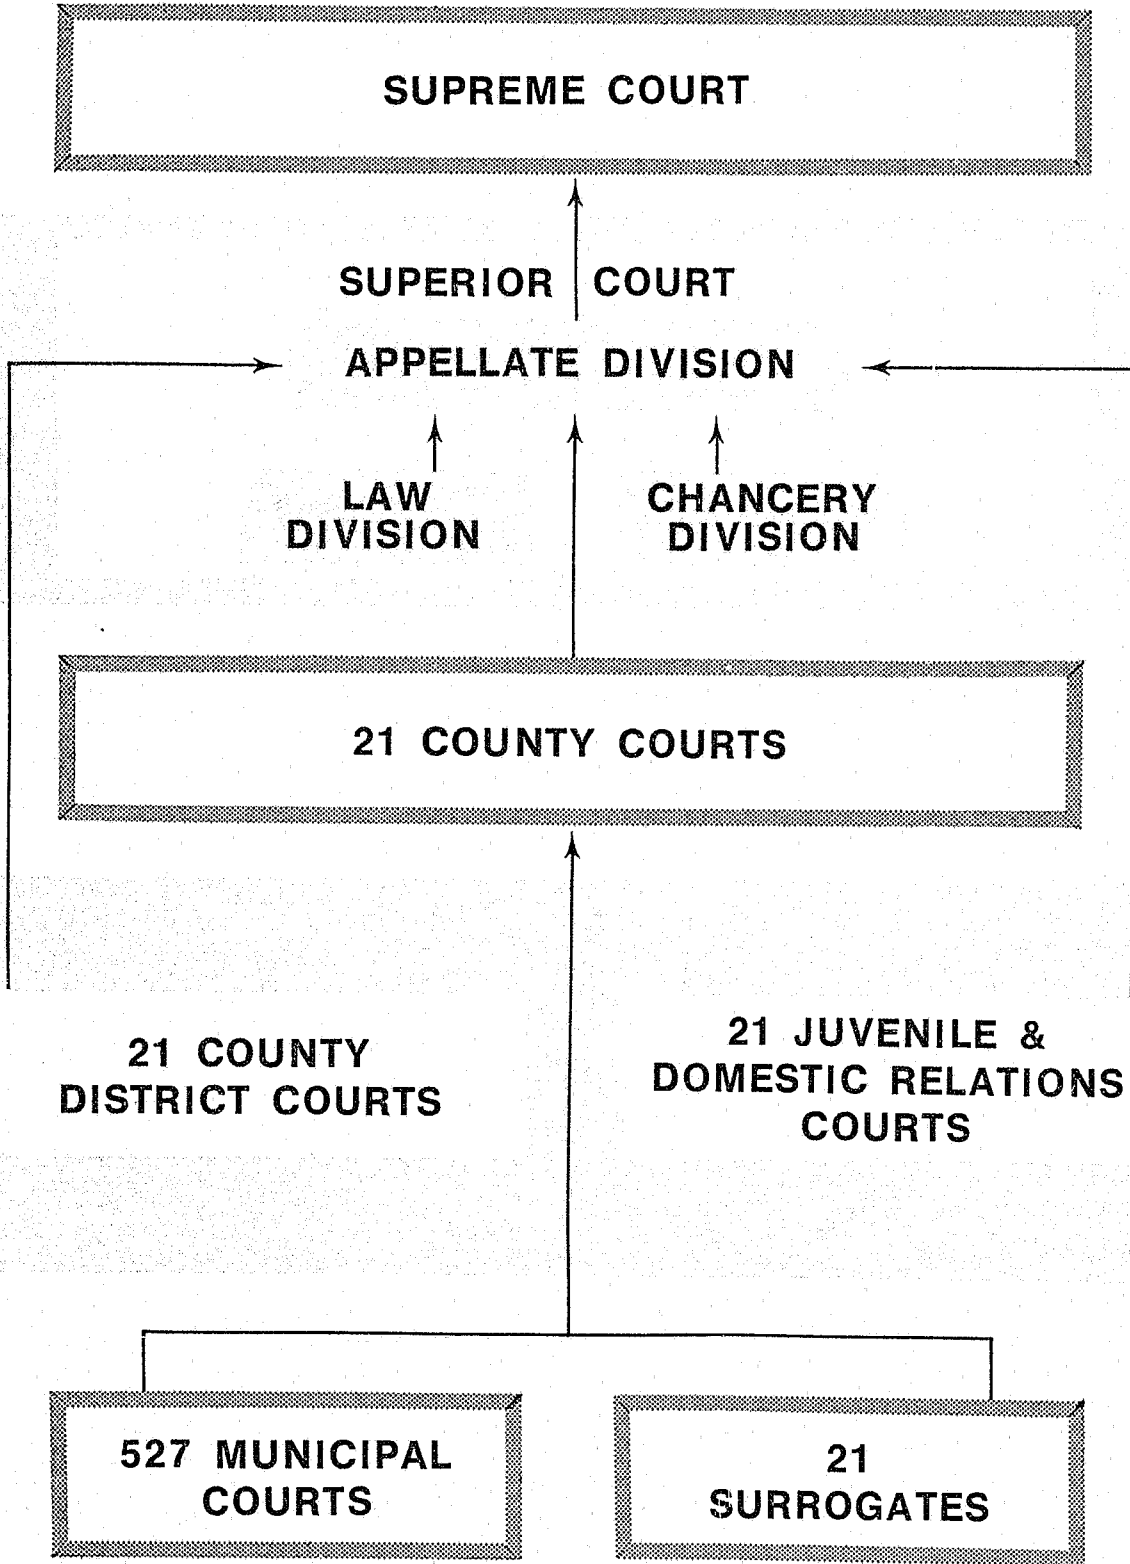 SUPREME COURT
SUPERIOR COURT
APPELLATE DIVISION
LAW
DIVISION
CHANCERY
DIVISION
21 COUNTY COURTS
21 COUNTY
DISTRICT COURTS
21 JUVENILE &
DOMESTIC RELATIONS
COURTS
527 MUNICIPAL
COURTS
21
SURROGATES